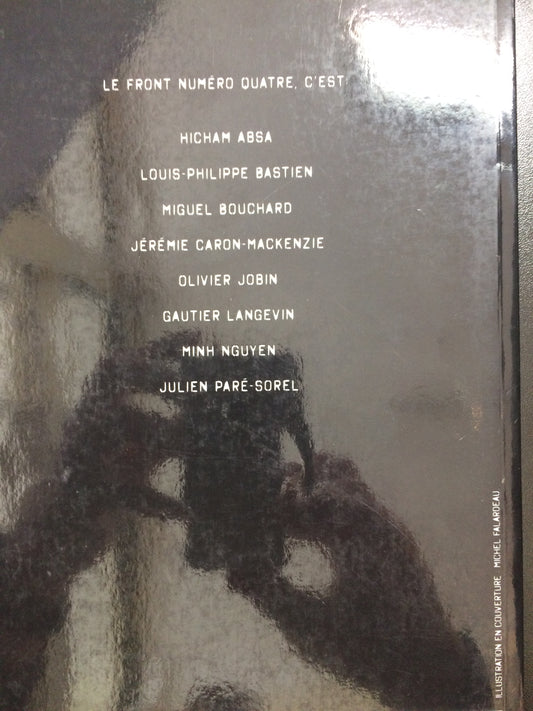 LE FRONT NUMÉRO QUATRE, C'EST
HICHAM ABSA
LOUIS-PHILIPPE BASTIEN
MIGUEL BOUCHARD
JÉRÉMIE CARON-MACKENZIE
OLIVIER JOBIN
GAUTIER LANGEVIN
MINH NGUYEN
JULIEN PARÉ-SOREL
ILLUSTRATION EN COUVERTURE MICHEL FALARDEAU